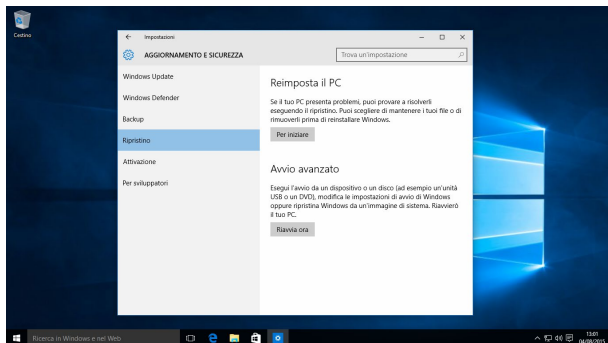 Cestino
Impostazioni
AGGIORNAMENTO E SICUREZZA
Trova un'impostazione
Windows Update
Windows Defender
Backup
Ripristino
Attivazione
Per sviluppatori
Reimposta il PC
Se il tuo PC presenta problemi, puoi provare a risolverli
eseguendo il ripristino. Puoi scegliere di mantenere i tuoi file o di
rimuoverli prima di reinstallare Windows.
Per iniziare
Avvio avanzato
Esegui l'avvio da un dispositivo o un disco (ad esempio un'unità
USB o un DVD), modifica le impostazioni di avvio di Windows
oppure ripristina Windows da un'immagine di sistema. Riavvierò
il tuo PC.
Riavvia ora
Ricerca in Windows e nel Web
13:01
04/08/2015